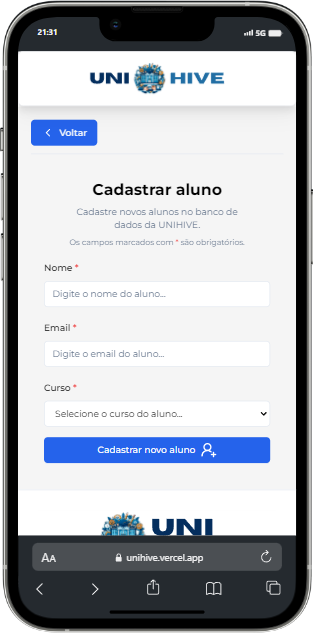 21:31
5G
UNI HIVE
Voltar
Cadastrar aluno
Cadastre novos alunos no banco de
dados da UNIHIVE.
Os campos marcados com * são obrigatórios.
Nome *
Digite o nome do aluno...
Email *
Digite o email do aluno...
Curso *
Selecione o curso do aluno...
Cadastrar novo aluno
UNI
AA
unihive.vercel.app